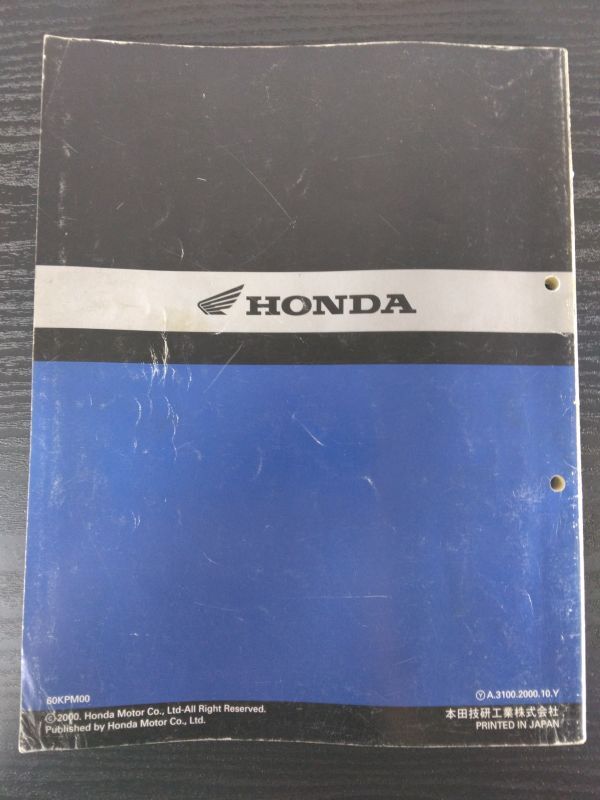 HONDA
60KPM00
Ⓨ A.3100.2000.10.Y
©2000. Honda Motor Co., Ltd-All Right Reserved.
Published by Honda Motor Co., Ltd.
本田技研工業株式会社
PRINTED IN JAPAN